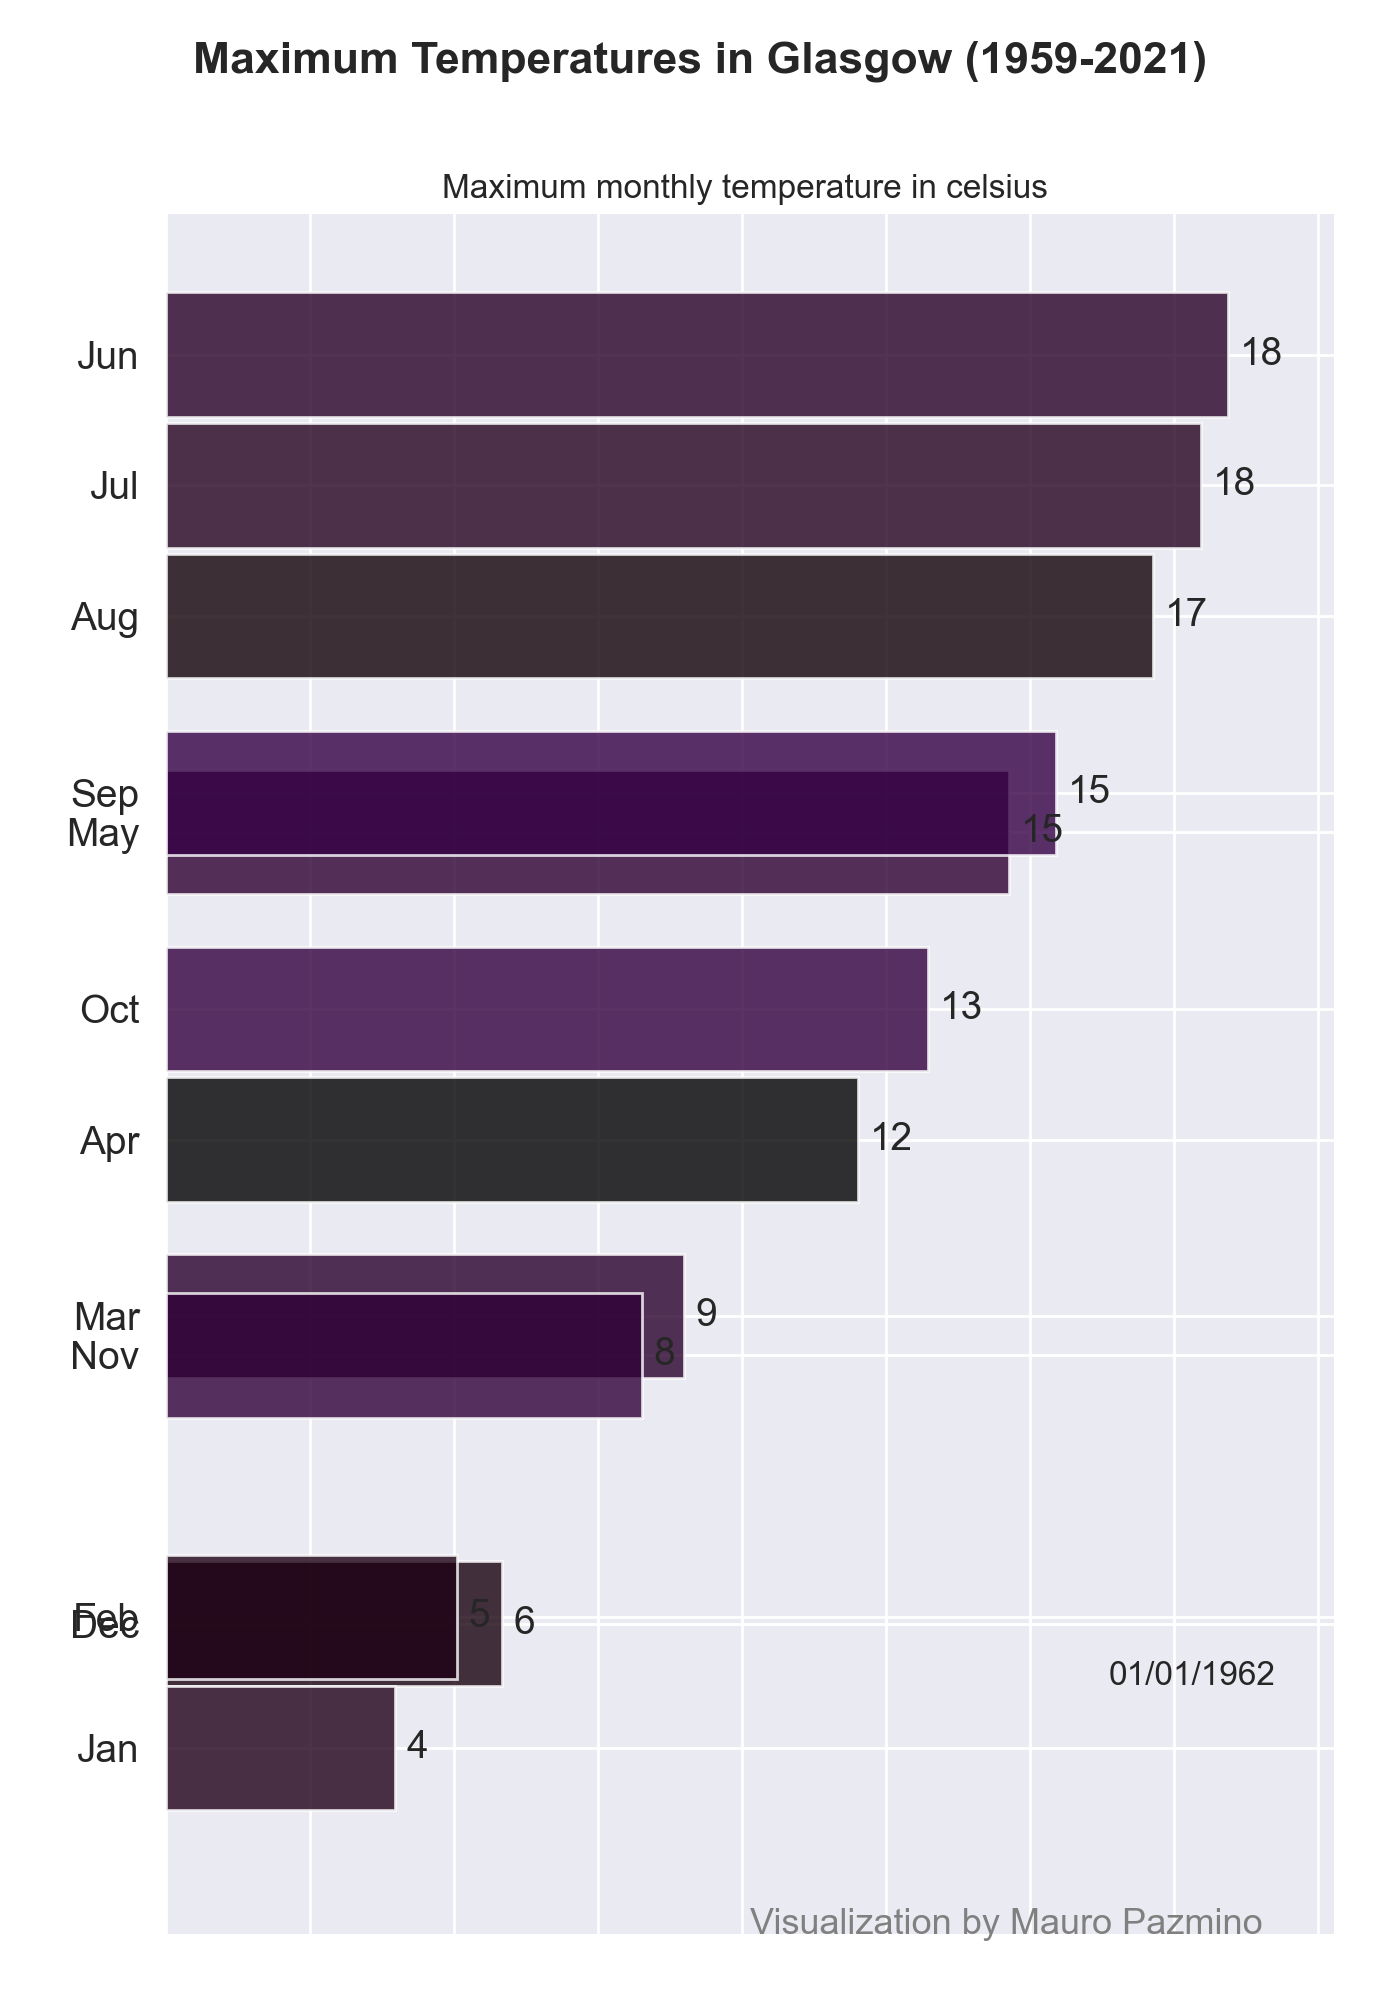 Maximum Temperatures in Glasgow (1959-2021)
Maximum monthly temperature in celsius
Jun 18
Jul 18
Aug 17
Sep 15
May 15
Oct 13
Apr 12
Mar 9
Nov 8
Feb 5
Dec 6
01/01/1962
Jan 4
Visualization by Mauro Pazmino